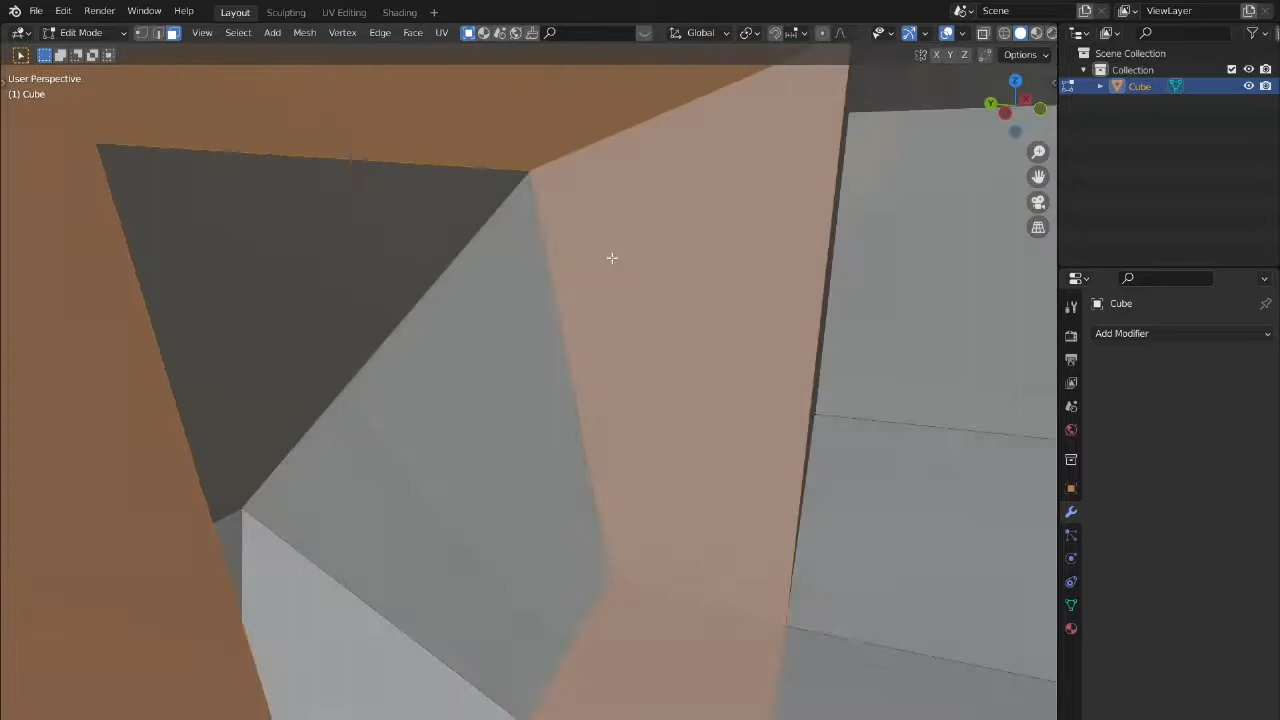 File Edit Render Window Help Layout Sculpting UV Editing Shading + Scene ViewLayer
Edit Mode View Select Add Mesh Vertex Edge Face UV Global
X Y Z Options
Scene Collection
Collection
Cube
User Perspective
(1) Cube
Z
Y
X
Cube
Add Modifier